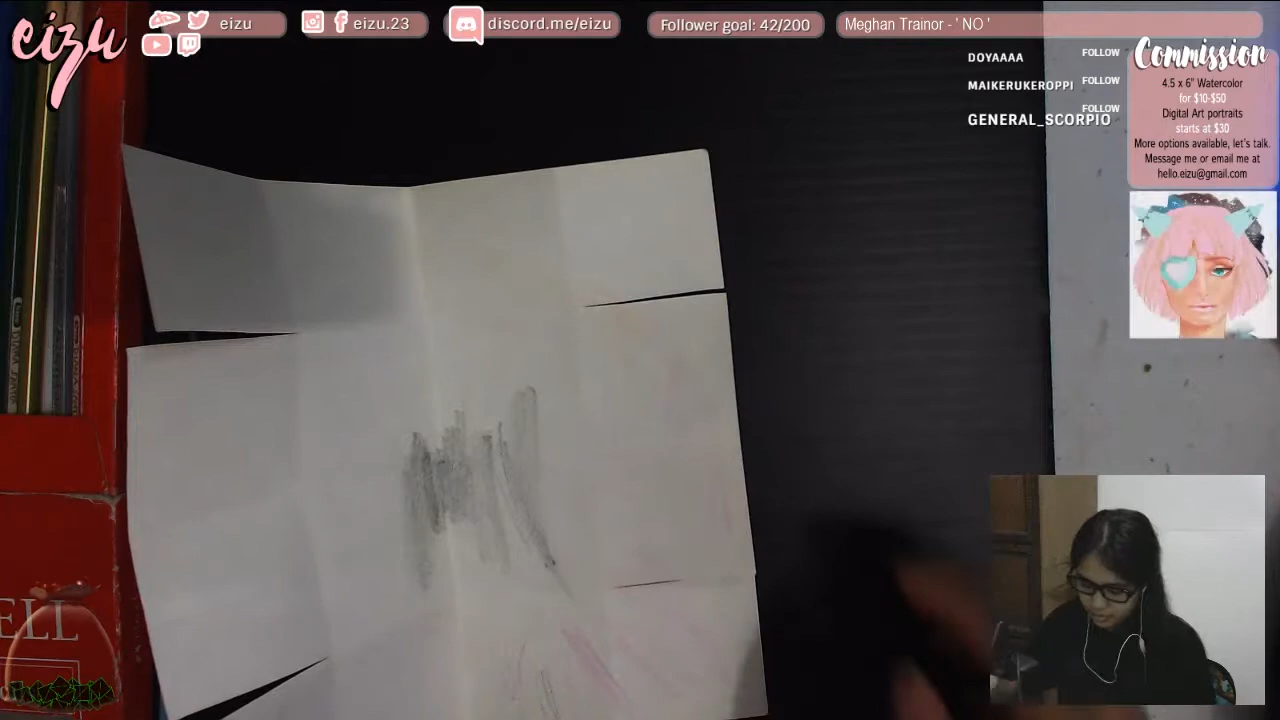 eizu
eizu
eizu.23
discord.me/eizu
Follower goal: 42/200
Meghan Trainor - ' NO '
DOYAAAA FOLLOW
MAIKERUKEROPPI FOLLOW
GENERAL_SCORPIO FOLLOW
Commission
4.5 x 6" Watercolor
for $10-$50
Digital Art portraits
starts at $30
More options available, let's talk.
Message me or email me at
hello.eizu@gmail.com
ELL